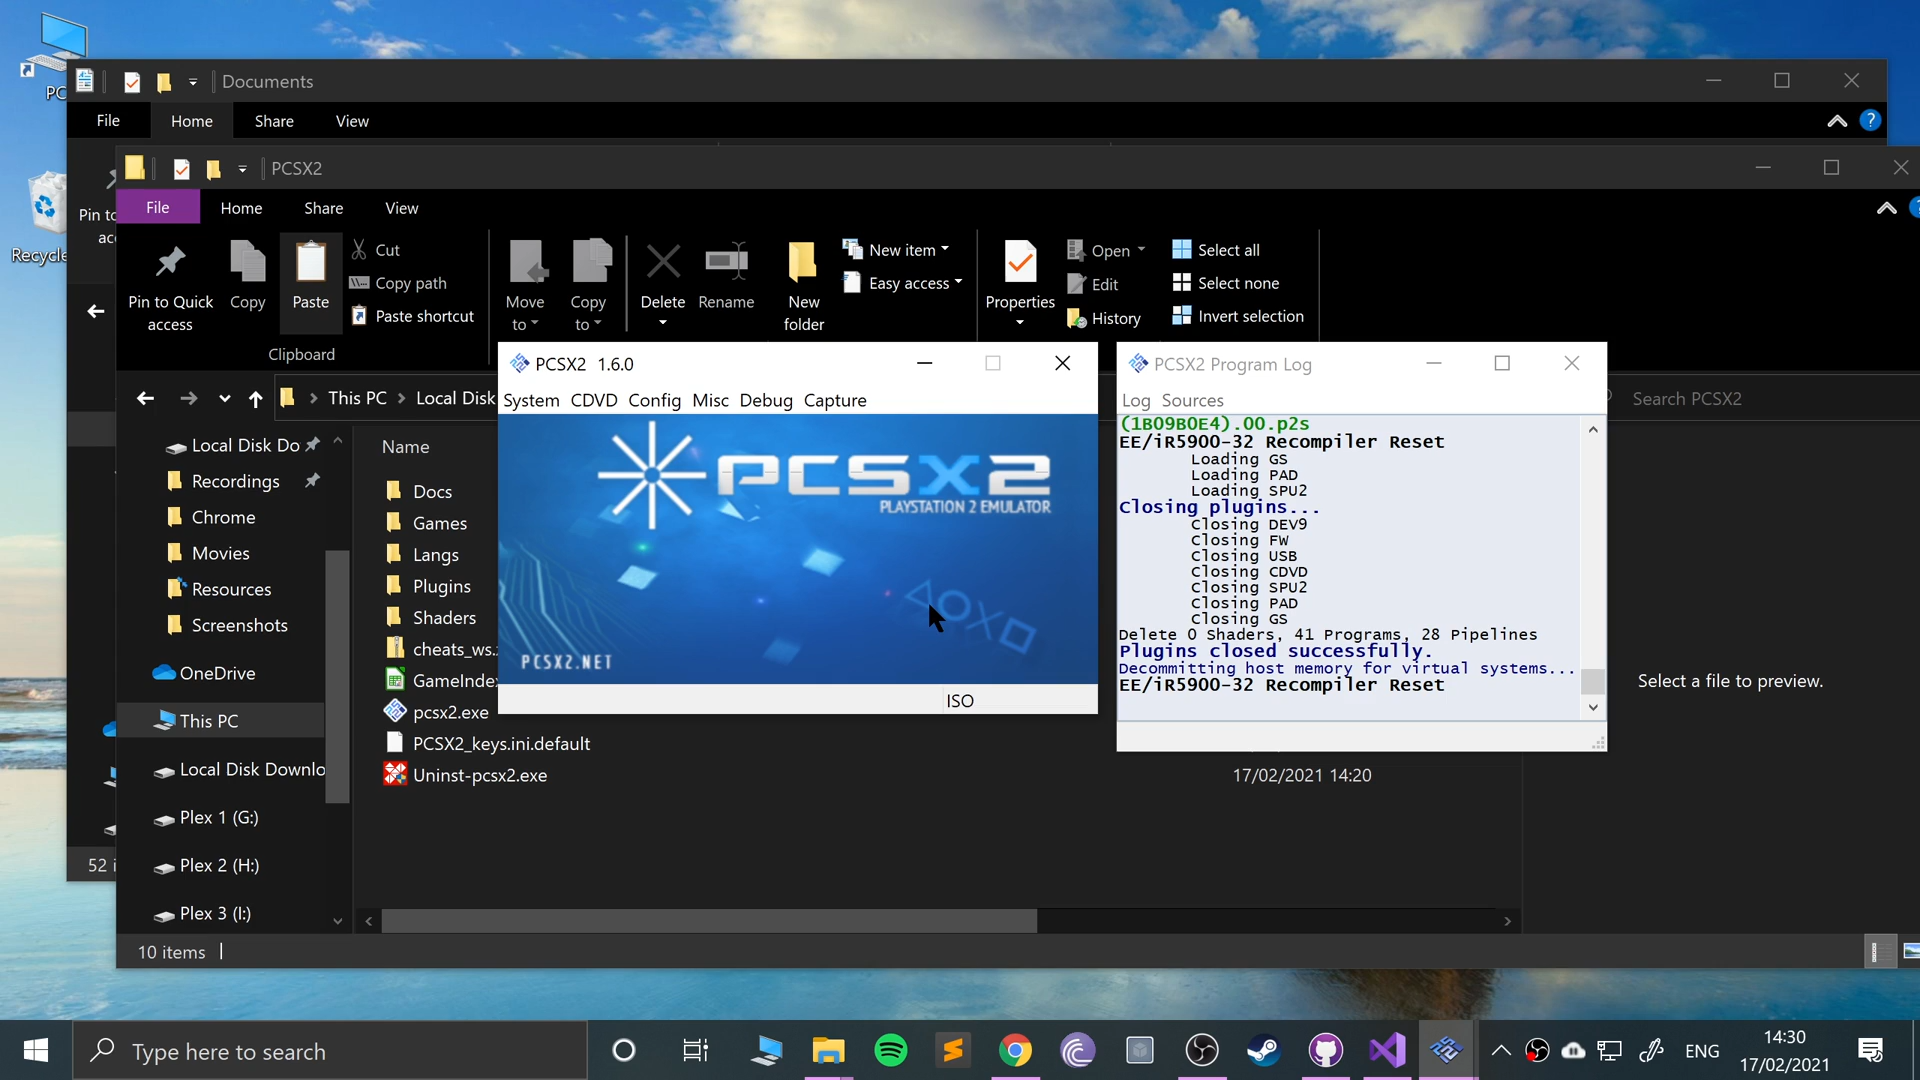 PC
Documents
File
Home
Share
View
?
PCSX2
Recycle
Pin to
ac
File
Home
Share
View
Pin to Quick
access
Copy
Paste
Cut
Copy path
Paste shortcut
Clipboard
Move
to
Copy
to
Delete
Rename
New
folder
New item
Easy access
Properties
Open
Edit
History
Select all
Select none
Invert selection
This PC
Local Disk
Search PCSX2
PCSX2 1.6.0
System CDVD Config Misc Debug Capture
PCSX2
PLAYSTATION 2 EMULATOR
PCSX2.NET
ISO
PCSX2 Program Log
Log Sources
(1B09B0E4).00.p2s
EE/iR5900-32 Recompiler Reset
Loading GS
Loading PAD
Loading SPU2
Closing plugins...
Closing DEV9
Closing FW
Closing USB
Closing CDVD
Closing SPU2
Closing PAD
Closing GS
Delete 0 Shaders, 41 Programs, 28 Pipelines
Plugins closed successfully.
Decommitting host memory for virtual systems...
EE/iR5900-32 Recompiler Reset
Local Disk Do
Recordings
Chrome
Movies
Resources
Screenshots
OneDrive
This PC
Local Disk Downlo
Plex 1 (G:)
Plex 2 (H:)
Plex 3 (I:)
Name
Docs
Games
Langs
Plugins
Shaders
cheats_ws.
GameIndex
pcsx2.exe
PCSX2_keys.ini.default
Uninst-pcsx2.exe
17/02/2021 14:20
Select a file to preview.
52 i
10 items
Type here to search
ENG
14:30
17/02/2021